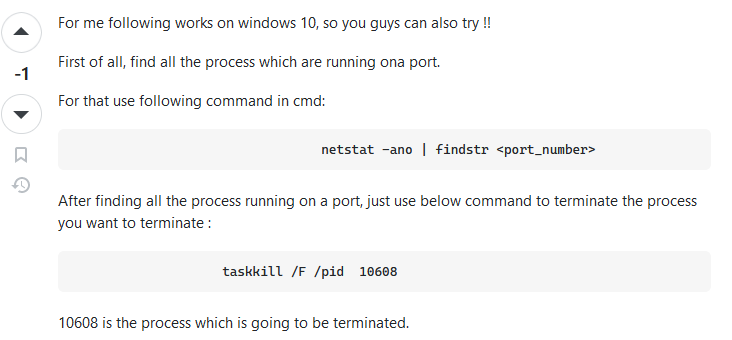 For me following works on windows 10, so you guys can also try !!
-1
First of all, find all the process which are running ona port.
For that use following command in cmd:
netstat -ano | findstr <port_number>
After finding all the process running on a port, just use below command to terminate the process
you want to terminate :
taskkill /F /pid  10608
10608 is the process which is going to be terminated.